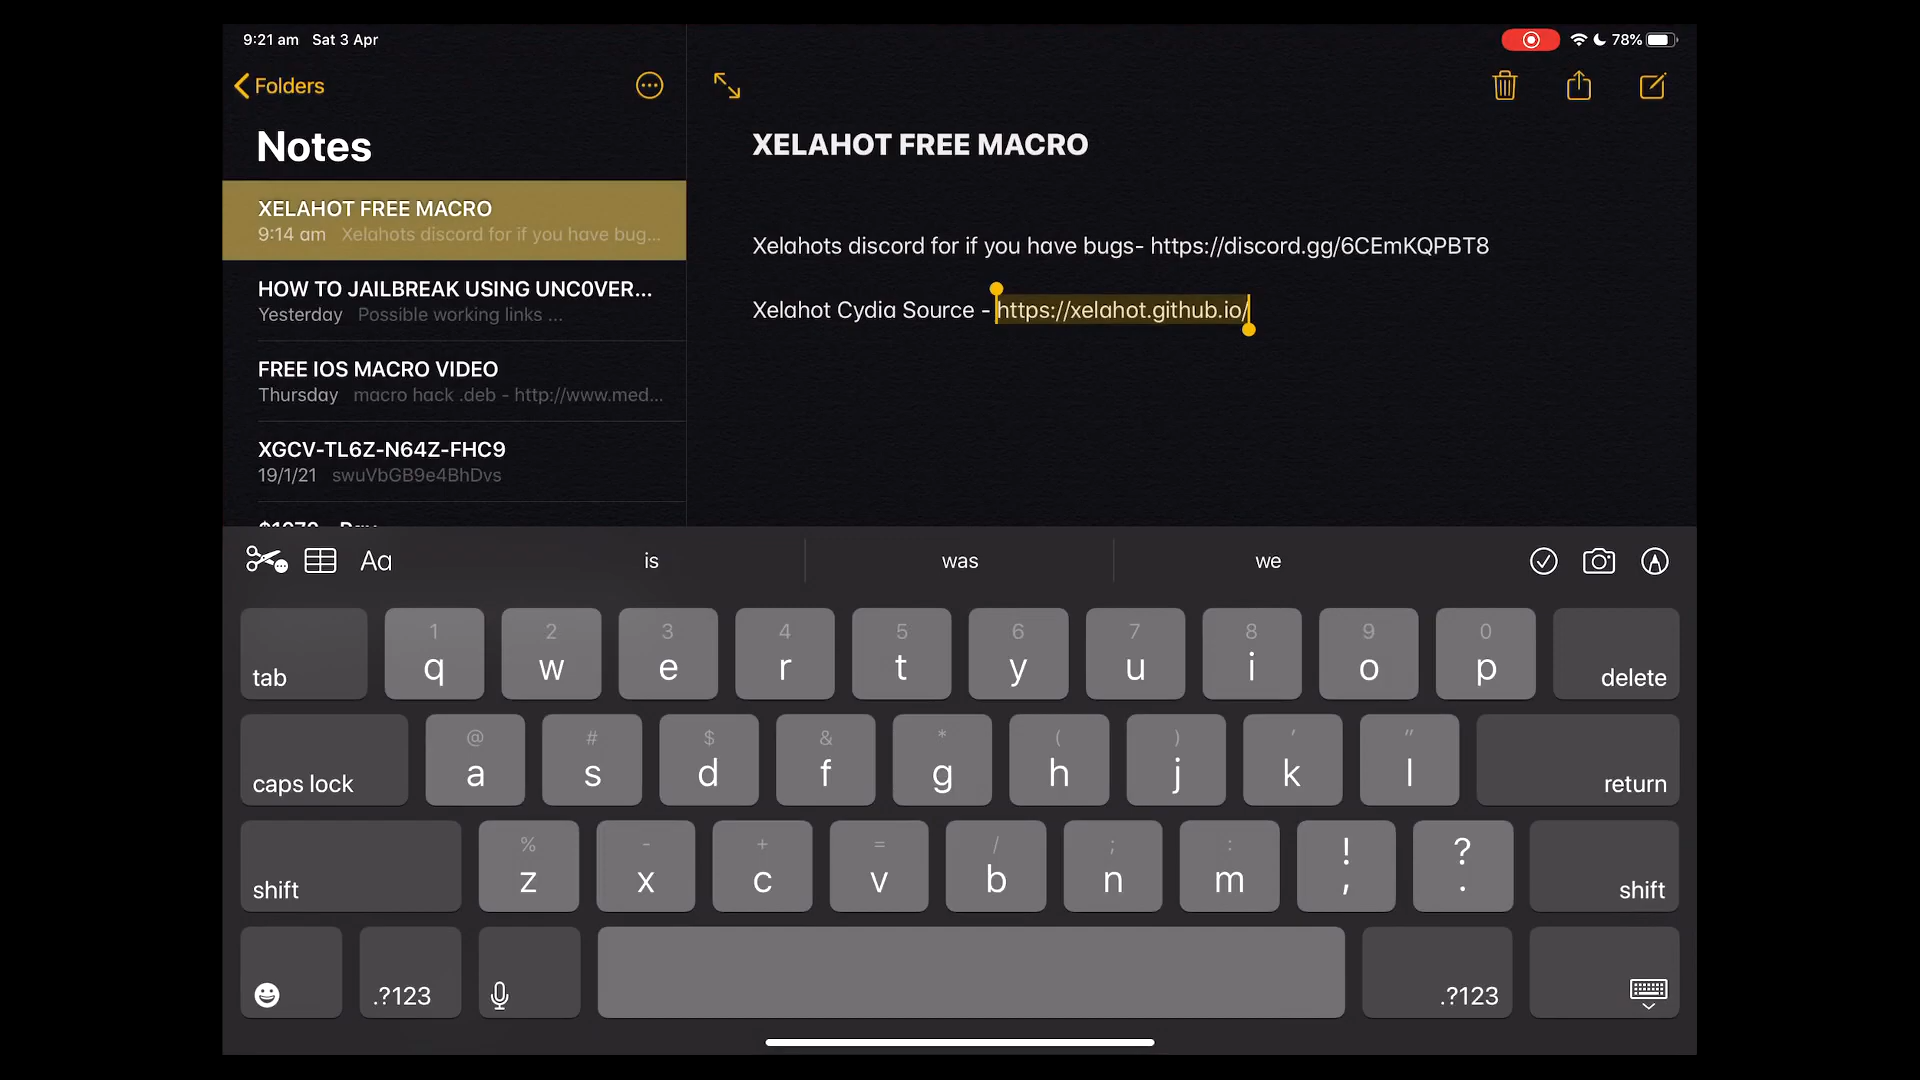 9:21 am Sat 3 Apr
78%
Folders
Notes
XELAHOT FREE MACRO
9:14 am Xelahots discord for if you have bug...
HOW TO JAILBREAK USING UNC0VER...
Yesterday Possible working links ...
FREE IOS MACRO VIDEO
Thursday macro hack .deb - http://www.med...
XGCV-TL6Z-N64Z-FHC9
19/1/21 swuVbGB9e4BhDvs
XELAHOT FREE MACRO
Xelahots discord for if you have bugs- https://discord.gg/6CEmKQPBT8
Xelahot Cydia Source - https://xelahot.github.io/
Aa is was we
1 2 3 4 5 6 7 8 9 0
tab q w e r t y u i o p delete
@ # $ & * ( ) ' "
caps lock a s d f g h j k l return
% - + = / ; : ! ?
shift z x c v b n m , . shift
.?123 .?123